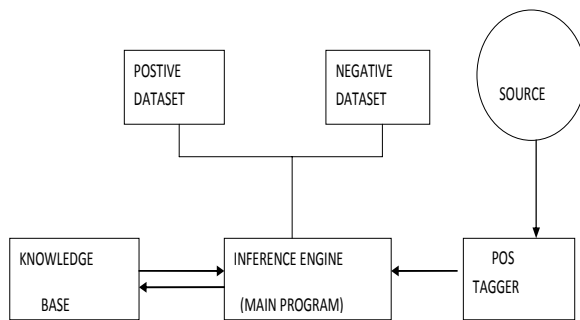 POSTIVE
DATASET
NEGATIVE
DATASET
SOURCE
KNOWLEDGE
BASE
INFERENCE ENGINE
(MAIN PROGRAM)
POS
TAGGER